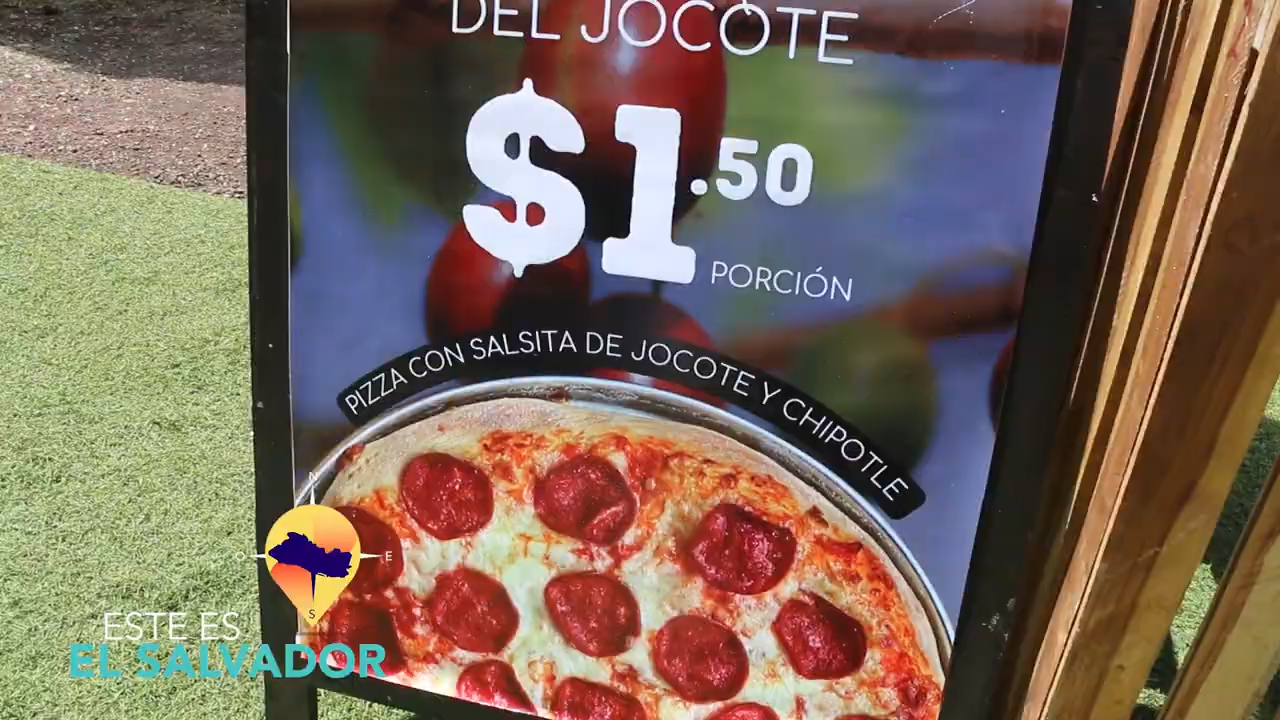 DEL JOCOTE
$1.50
PORCIÓN
PIZZA CON SALSITA DE JOCOTE Y CHIPOTLE
N
O E
S
ESTE ES
EL SALVADOR